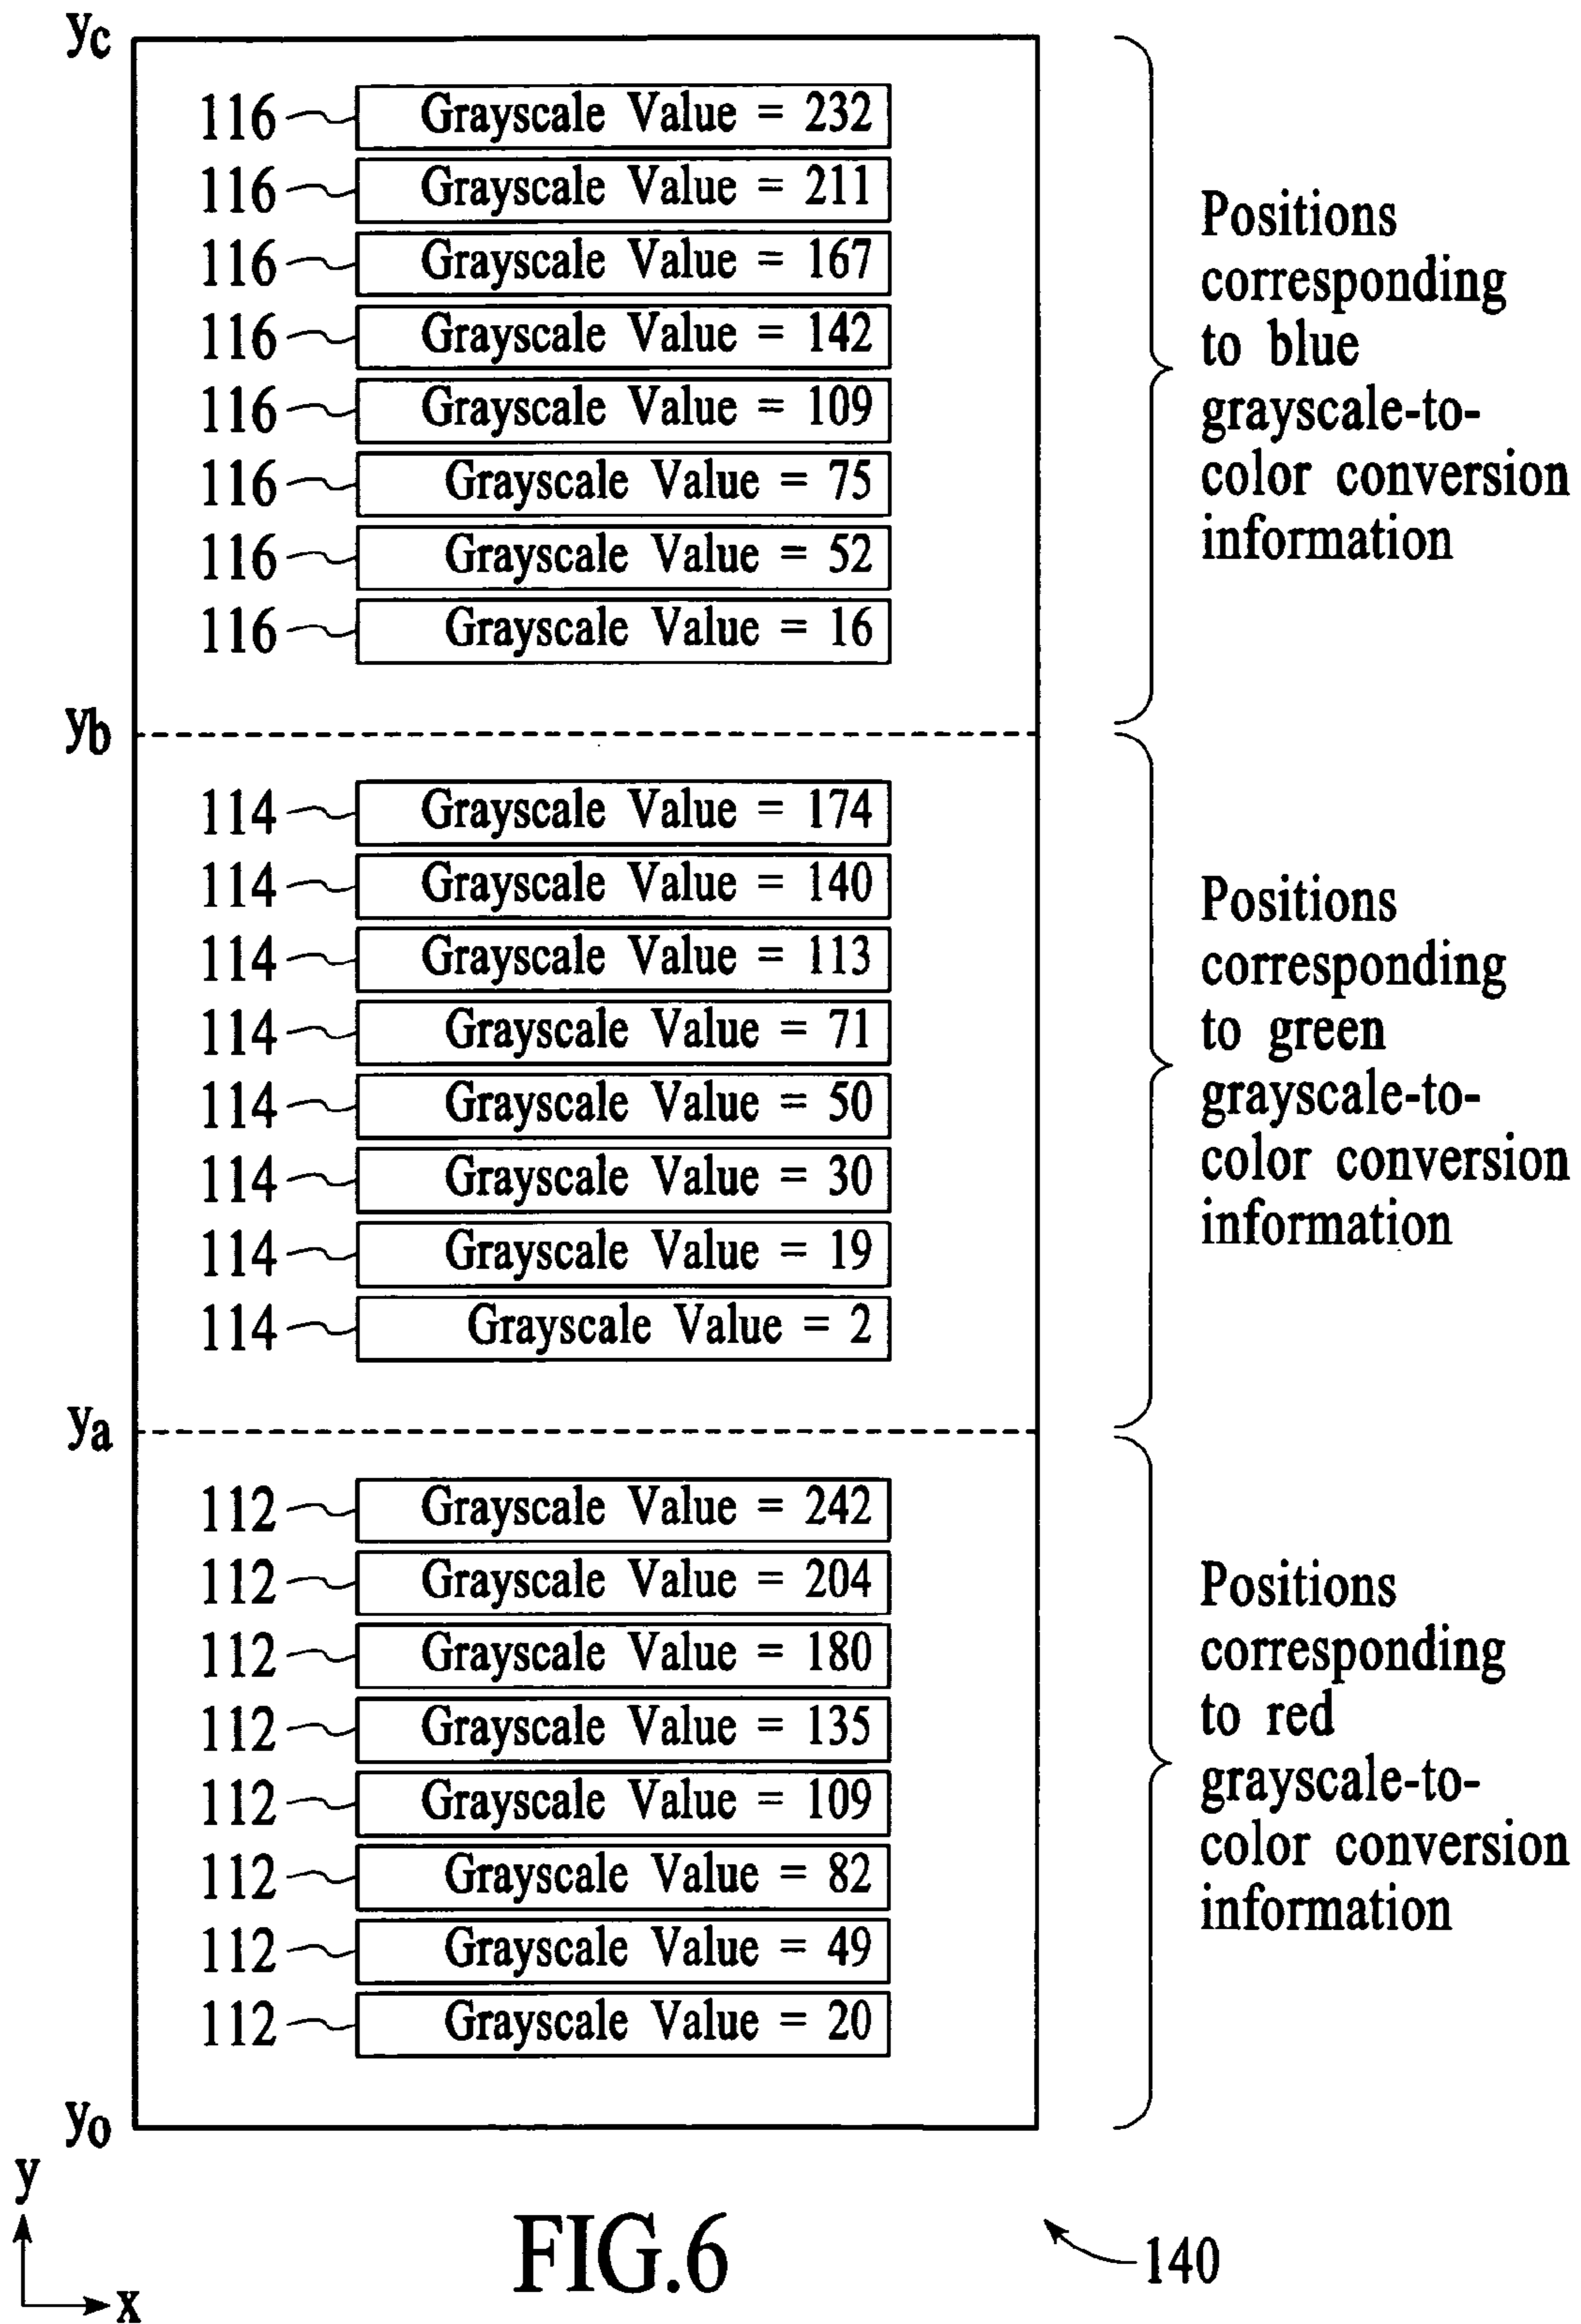 yc
116 Grayscale Value = 232
116 Grayscale Value = 211
116 Grayscale Value = 167
116 Grayscale Value = 142
116 Grayscale Value = 109
116 Grayscale Value = 75
116 Grayscale Value = 52
116 Grayscale Value = 16
Positions
corresponding
to blue
grayscale-to-
color conversion
information
yb
114 Grayscale Value = 174
114 Grayscale Value = 140
114 Grayscale Value = 113
114 Grayscale Value = 71
114 Grayscale Value = 50
114 Grayscale Value = 30
114 Grayscale Value = 19
114 Grayscale Value = 2
Positions
corresponding
to green
grayscale-to-
color conversion
information
ya
112 Grayscale Value = 242
112 Grayscale Value = 204
112 Grayscale Value = 180
112 Grayscale Value = 135
112 Grayscale Value = 109
112 Grayscale Value = 82
112 Grayscale Value = 49
112 Grayscale Value = 20
Positions
corresponding
to red
grayscale-to-
color conversion
information
yo
y
x
FIG.6
140